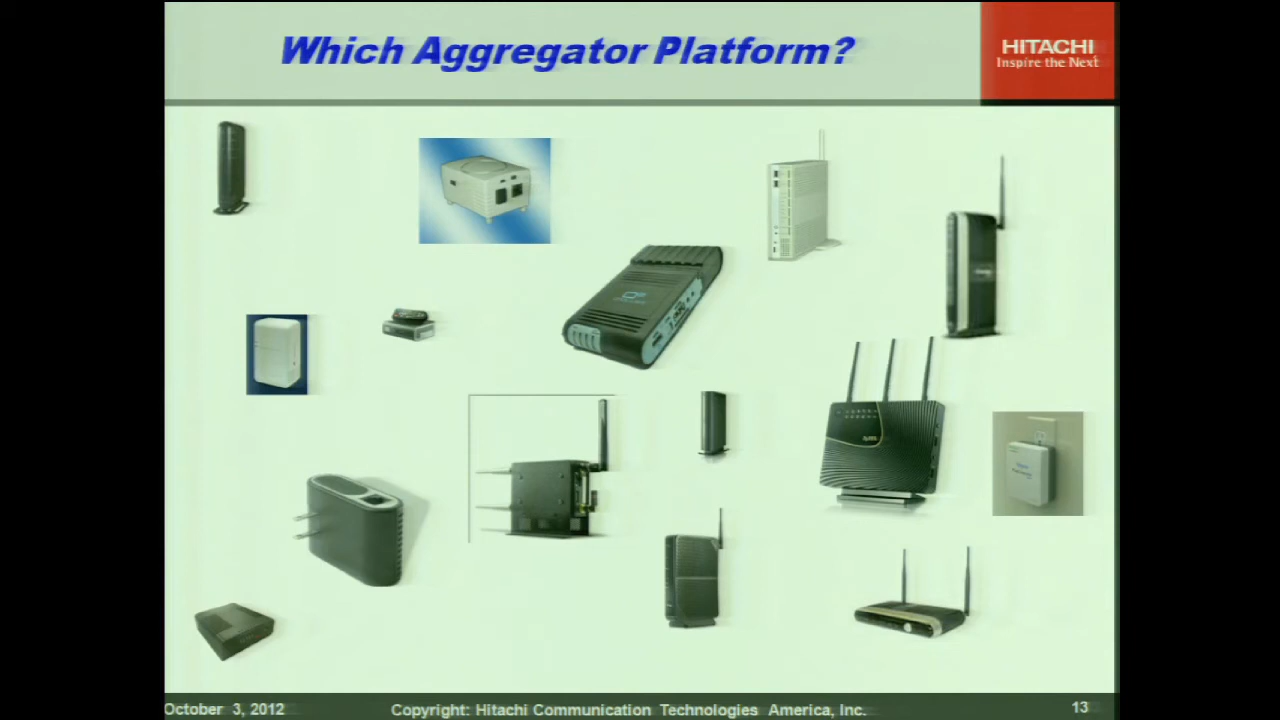 Which Aggregator Platform?
HITACHI
Inspire the Next
October 3, 2012
Copyright: Hitachi Communication Technologies America, Inc.
13